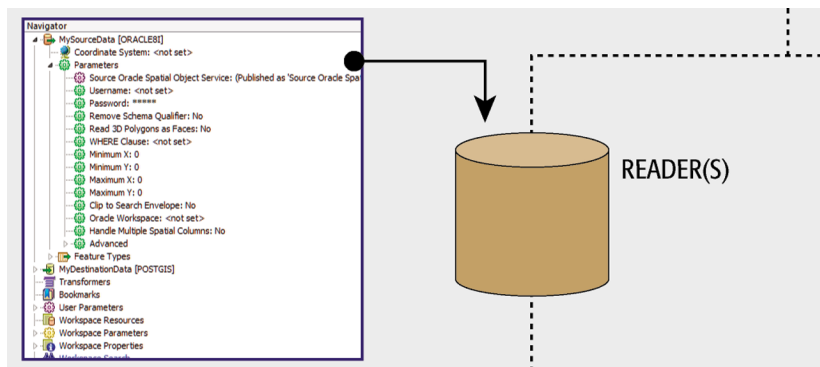 Navigator
MySourceData [ORACLE8I]
Coordinate System: <not set>
Parameters
Source Oracle Spatial Object Service: (Published as 'Source Oracle Spa
Username: <not set>
Password: *****
Remove Schema Qualifier: No
Read 3D Polygons as Faces: No
WHERE Clause: <not set>
Minimum X: 0
Minimum Y: 0
Maximum X: 0
Maximum Y: 0
Clip to Search Envelope: No
Oracle Workspace: <not set>
Handle Multiple Spatial Columns: No
Advanced
Feature Types
MyDestinationData [POSTGIS]
Transformers
Bookmarks
User Parameters
Workspace Resources
Workspace Parameters
Workspace Properties
Workspace Search
READER(S)